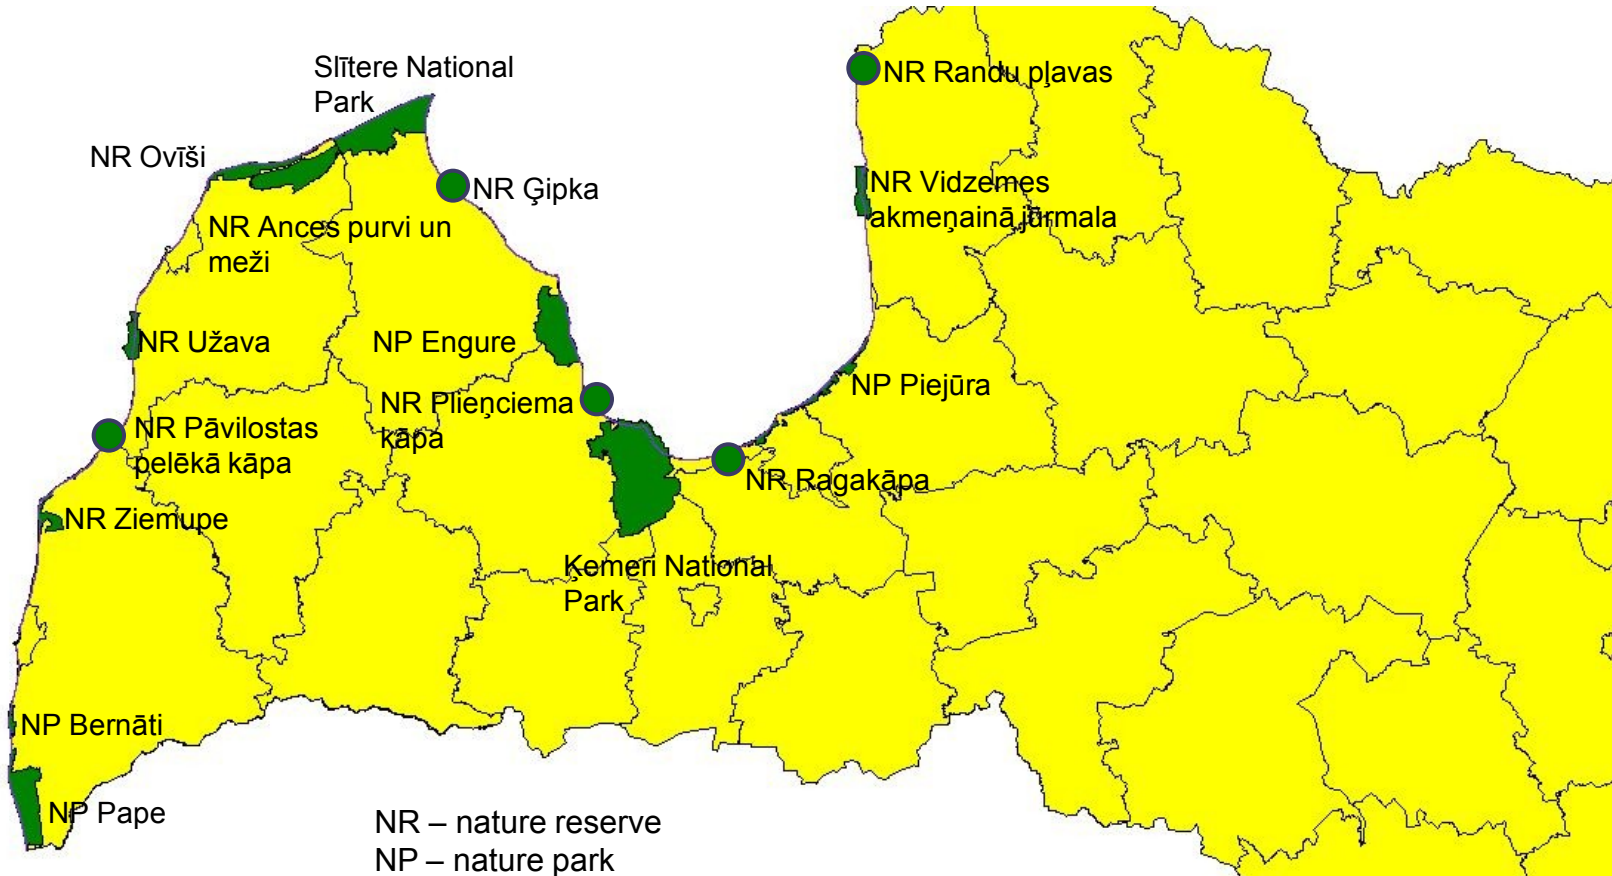 Slītere National
Park
NR Randu pļavas
NR Ovīši
NR Ģipka
NR Vidzemes
akmeņainā jūrmala
NR Ances purvi un
meži
NR Užava
NP Engure
NP Piejūra
NR Plieņciema
kāpa
NR Pāvilostas
pelēkā kāpa
NR Ragakāpa
NR Ziemupe
Ķemeri National
Park
NP Bernāti
NP Pape
NR – nature reserve
NP – nature park